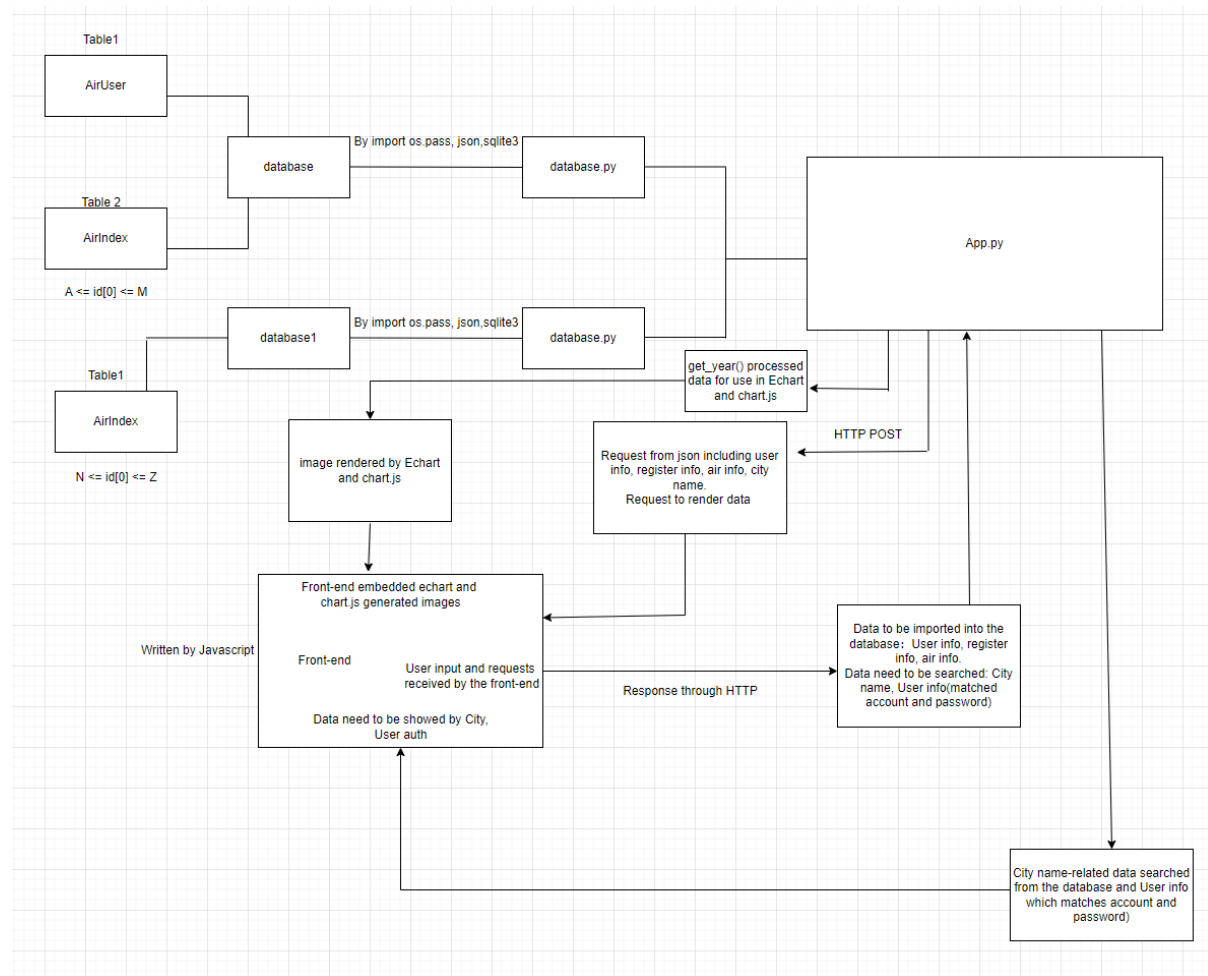 Table1
AirUser
By import os.pass, json,sqlite3
database
database.py
Table 2
AirIndex
App.py
A <= id[0] <= M
By import os.pass, json,sqlite3
database1
database.py
Table1
AirIndex
N <= id[0] <= Z
get_year() processed
data for use in Echart
and chart.js
HTTP POST
image rendered by Echart
and chart.js
Request from json including user
info, register info, air info, city
name.
Request to render data
Front-end embedded echart and
chart.js generated images
Written by Javascript
Front-end
User input and requests
received by the front-end
Data need to be showed by City,
User auth
Response through HTTP
Data to be imported into the
database：User info, register
info, air info.
Data need to be searched: City
name, User info(matched
account and password)
City name-related data searched
from the database and User info
which matches account and
password)